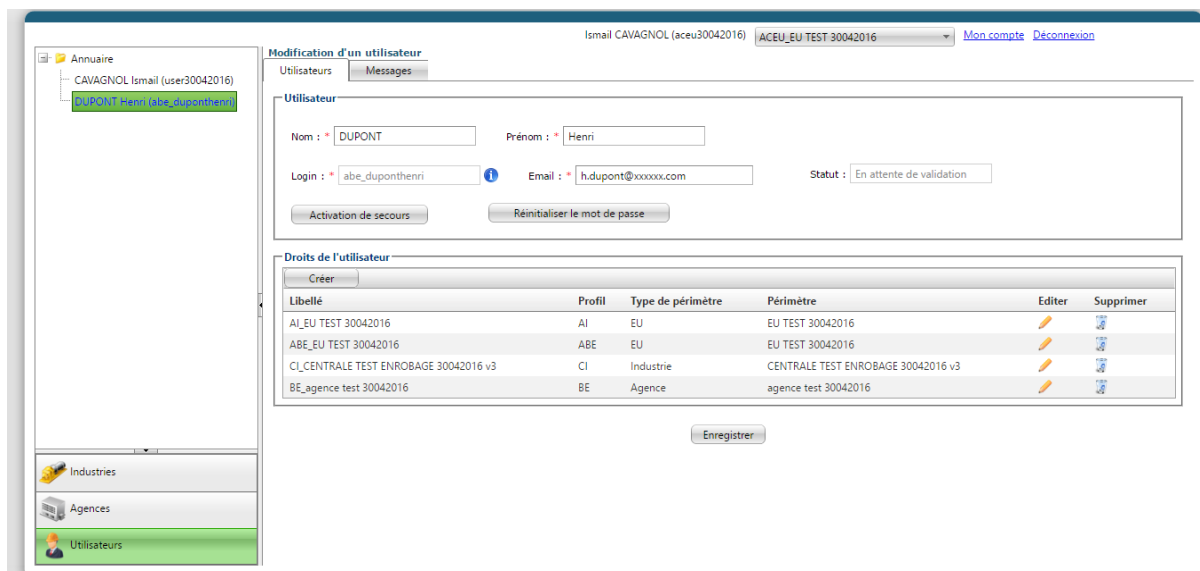 Ismail CAVAGNOL (aceu30042016) ACEU_EU TEST 30042016 Mon compte Déconnexion
Annuaire
CAVAGNOL Ismail (user30042016)
DUPONT Henri (abe_duponthenri)
Modification d'un utilisateur
Utilisateurs Messages
Utilisateur
Nom : * DUPONT Prénom : * Henri
Login : * abe_duponthenri Email : * h.dupont@xxxxxx.com Statut : En attente de validation
Activation de secours Réinitialiser le mot de passe
Droits de l'utilisateur
Créer
Libellé Profil Type de périmètre Périmètre Editer Supprimer
AI_EU TEST 30042016 AI EU EU TEST 30042016
ABE_EU TEST 30042016 ABE EU EU TEST 30042016
CI_CENTRALE TEST ENROBAGE 30042016 v3 CI Industrie CENTRALE TEST ENROBAGE 30042016 v3
BE_agence test 30042016 BE Agence agence test 30042016
Enregistrer
Industries
Agences
Utilisateurs